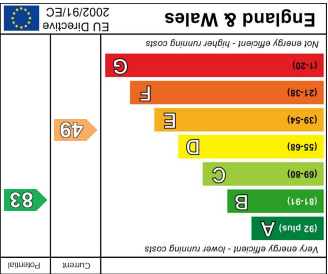 Current Potential
Very energy efficient - lower running costs
(92 plus) A
(81-91) B
83
(69-80) C
(55-68) D
(39-54) E
49
(21-38) F
(1-20) G
Not energy efficient - higher running costs
England & Wales
EU Directive
2002/91/EC